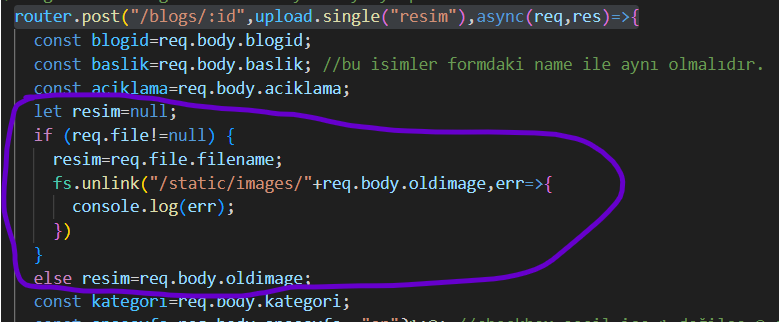 router.post("/blogs/:id",upload.single("resim"),async(req,res)=>{
const blogid=req.body.blogid;
const baslik=req.body.baslik; //bu isimler formdaki name ile aynı olmalıdır.
const aciklama=req.body.aciklama;
let resim=null;
if (req.file!=null) {
resim=req.file.filename;
fs.unlink("/static/images/"+req.body.oldimage,err=>{
console.log(err);
})
}
else resim=req.body.oldimage;
const kategori=req.body.kategori;